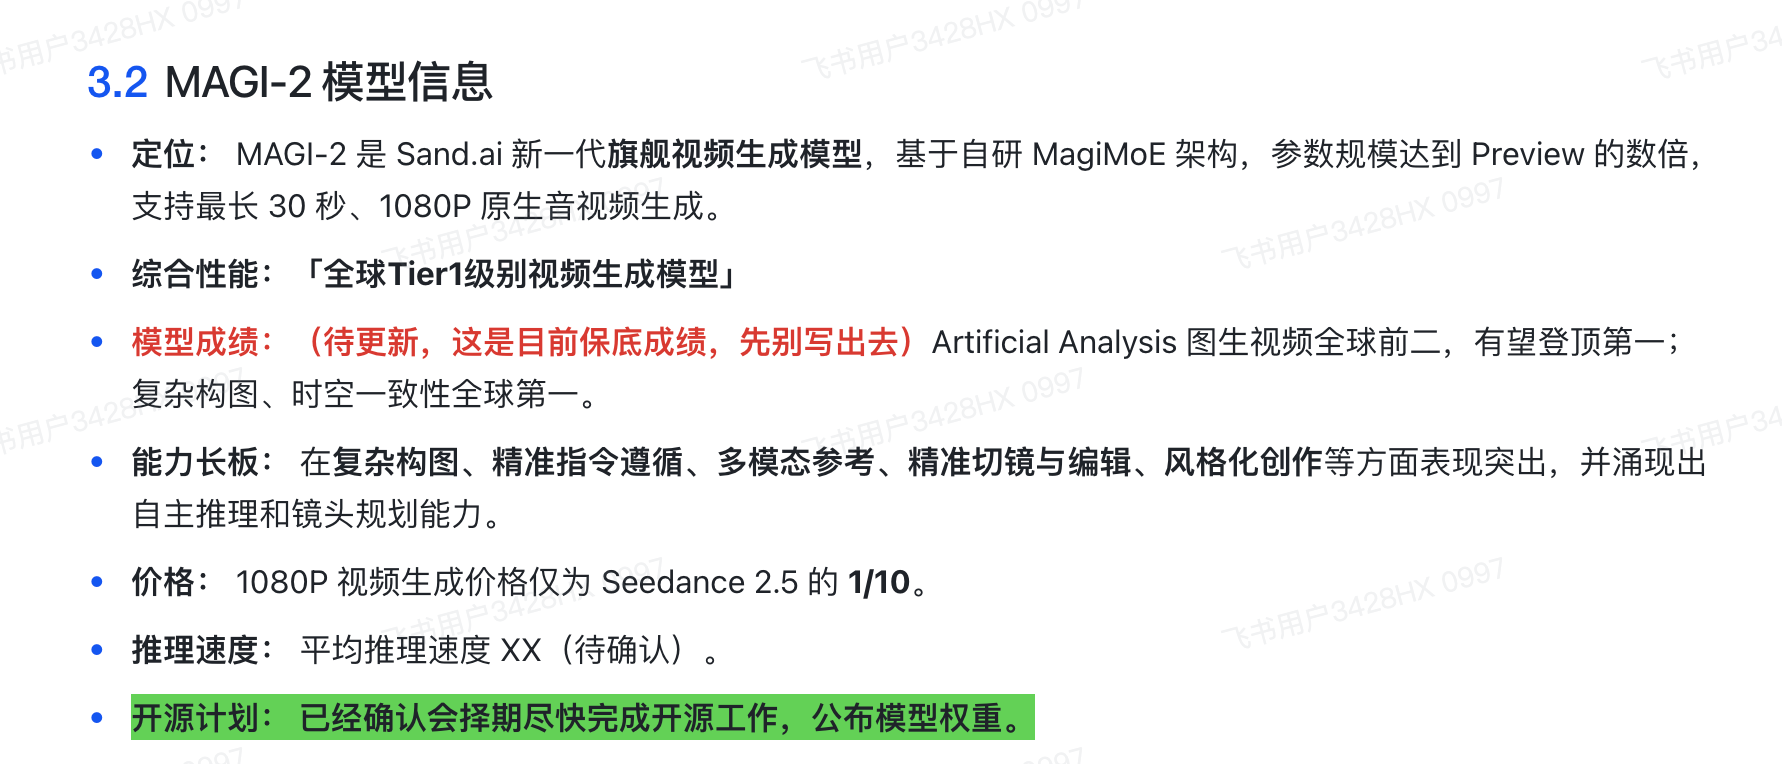 3.2 MAGI-2 模型信息
定位： MAGI-2 是 Sand.ai 新一代旗舰视频生成模型，基于自研 MagiMoE 架构，参数规模达到 Preview 的数倍，
支持最长 30 秒、1080P 原生音视频生成。
综合性能：「全球Tier1级别视频生成模型」
模型成绩：（待更新，这是目前保底成绩，先别写出去）Artificial Analysis 图生视频全球前二，有望登顶第一；
复杂构图、时空一致性全球第一。
能力长板： 在复杂构图、精准指令遵循、多模态参考、精准切镜与编辑、风格化创作等方面表现突出，并涌现出
自主推理和镜头规划能力。
价格： 1080P 视频生成价格仅为 Seedance 2.5 的 1/10。
推理速度： 平均推理速度 XX（待确认）。
开源计划： 已经确认会择期尽快完成开源工作，公布模型权重。
飞书用户3428HX 0997